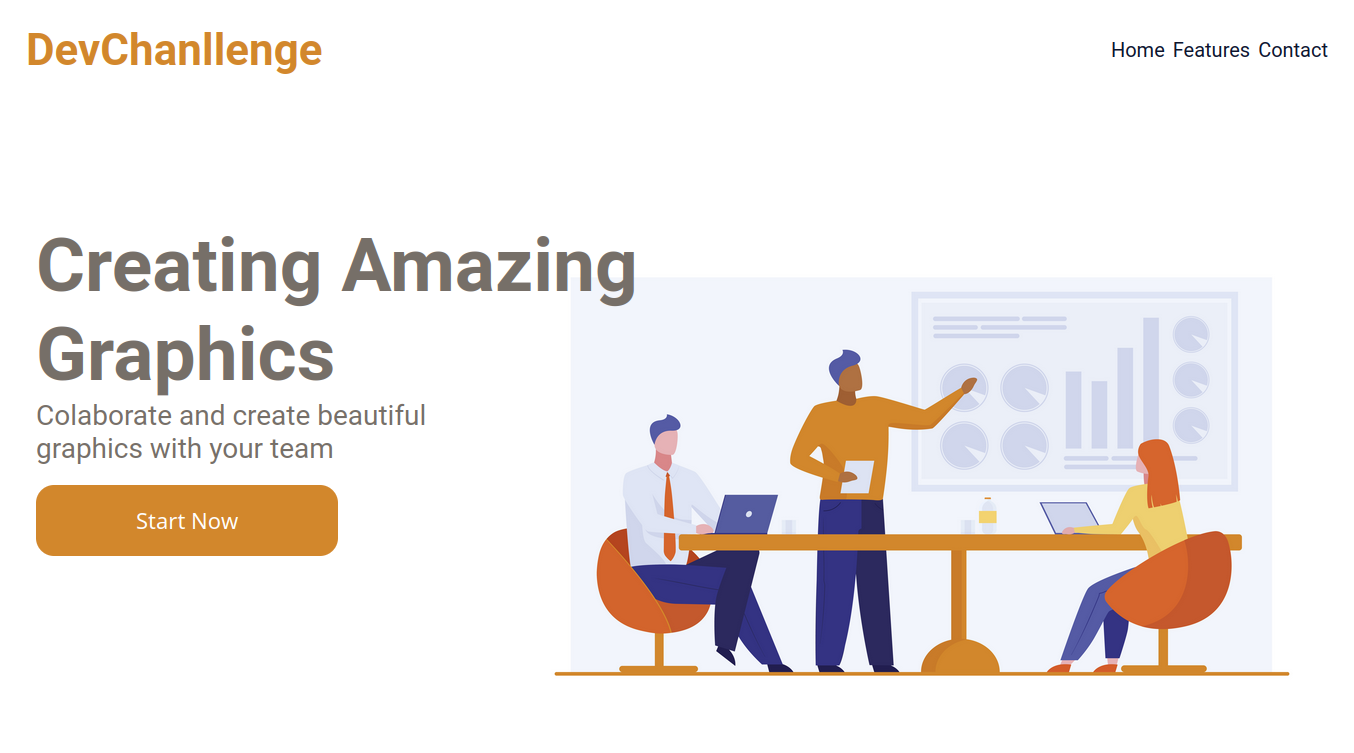 DevChanllenge
Home Features Contact
Creating Amazing
Graphics
Colaborate and create beautiful
graphics with your team
Start Now